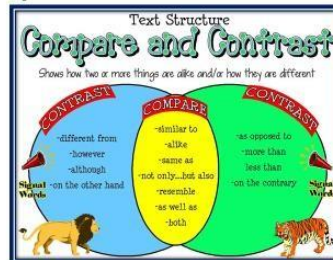 Text Structure
Compare and Contrast
Shows how two or more things are alike and/or how they are different
CONTRAST
COMPARE
CONTRAST
-different from
-however
-although
-on the other hand
-similar to
-alike
-same as
-not only...but also
-resemble
-as well as
-both
-as opposed to
-more than
less than
-on the contrary
Signal
Words
Signal
Words